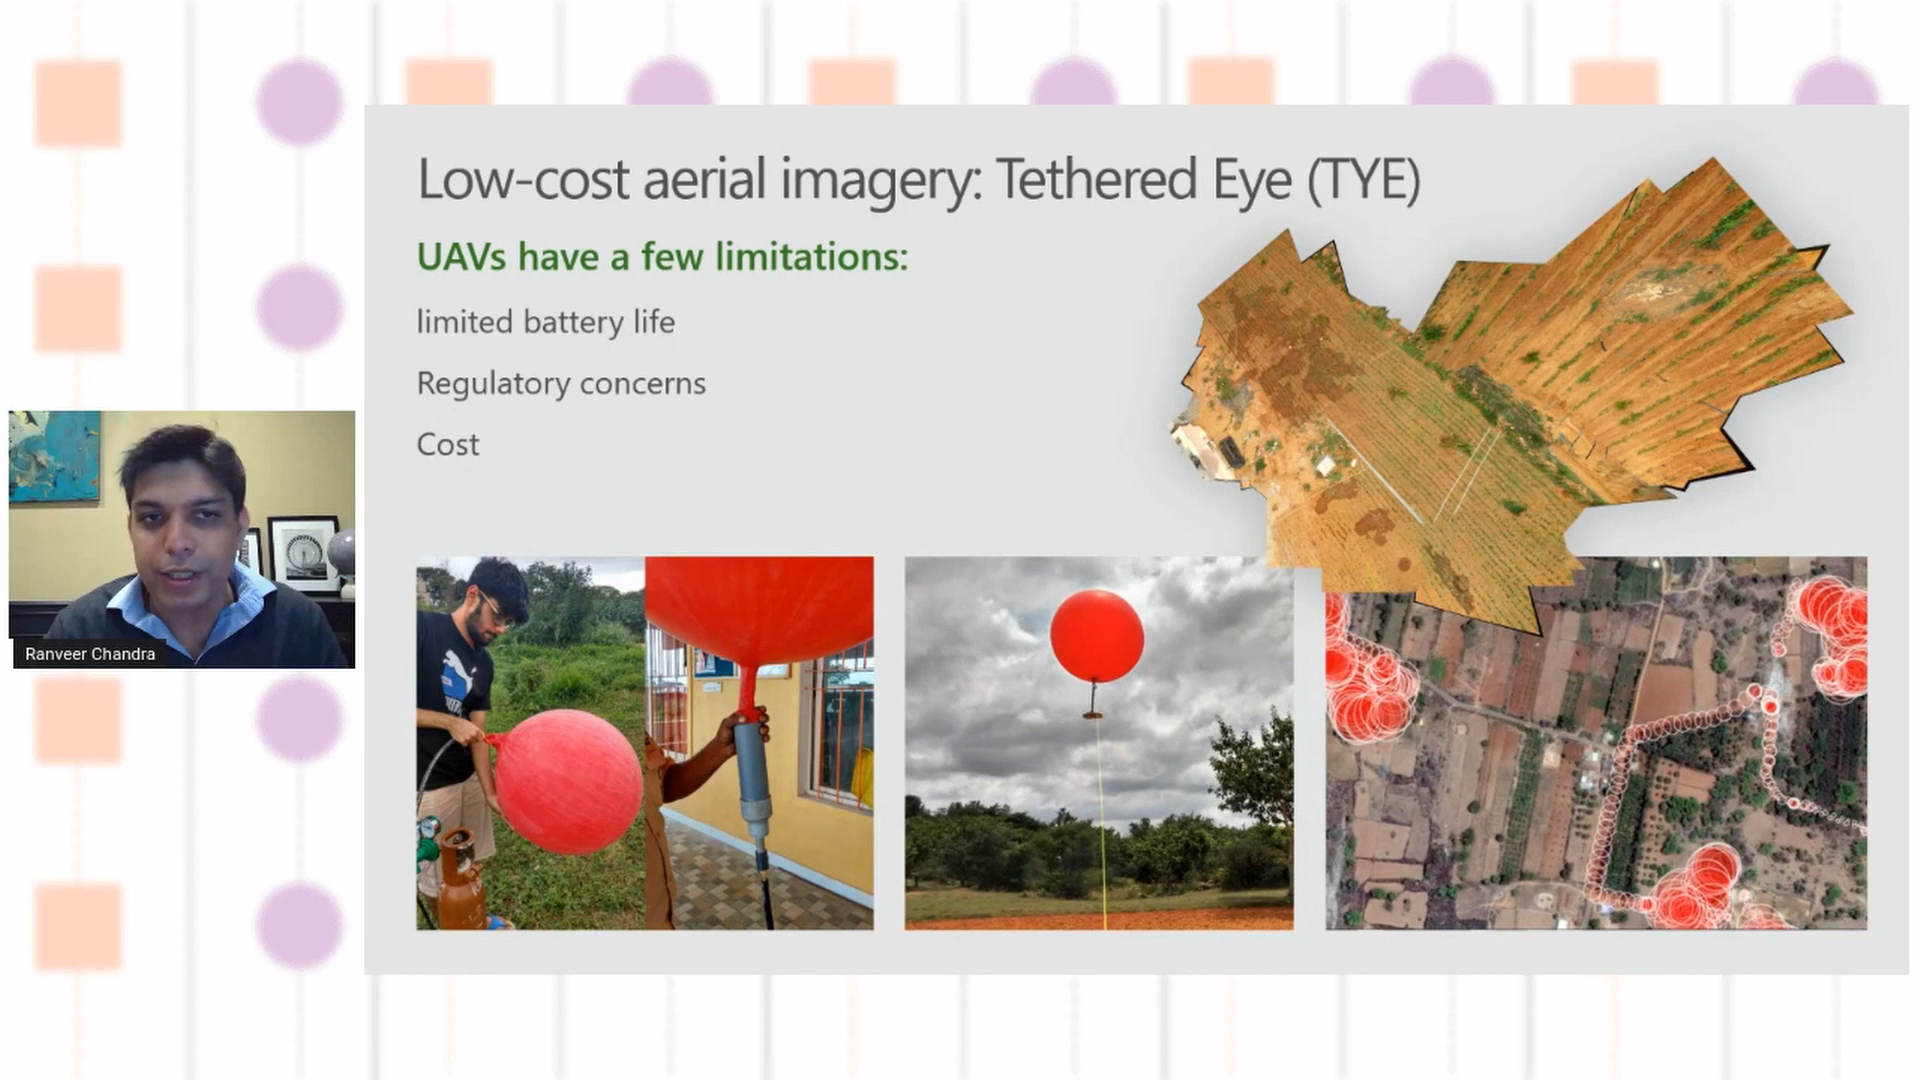 Low-cost aerial imagery: Tethered Eye (TYE)
UAVs have a few limitations:
limited battery life
Regulatory concerns
Cost
Ranveer Chandra